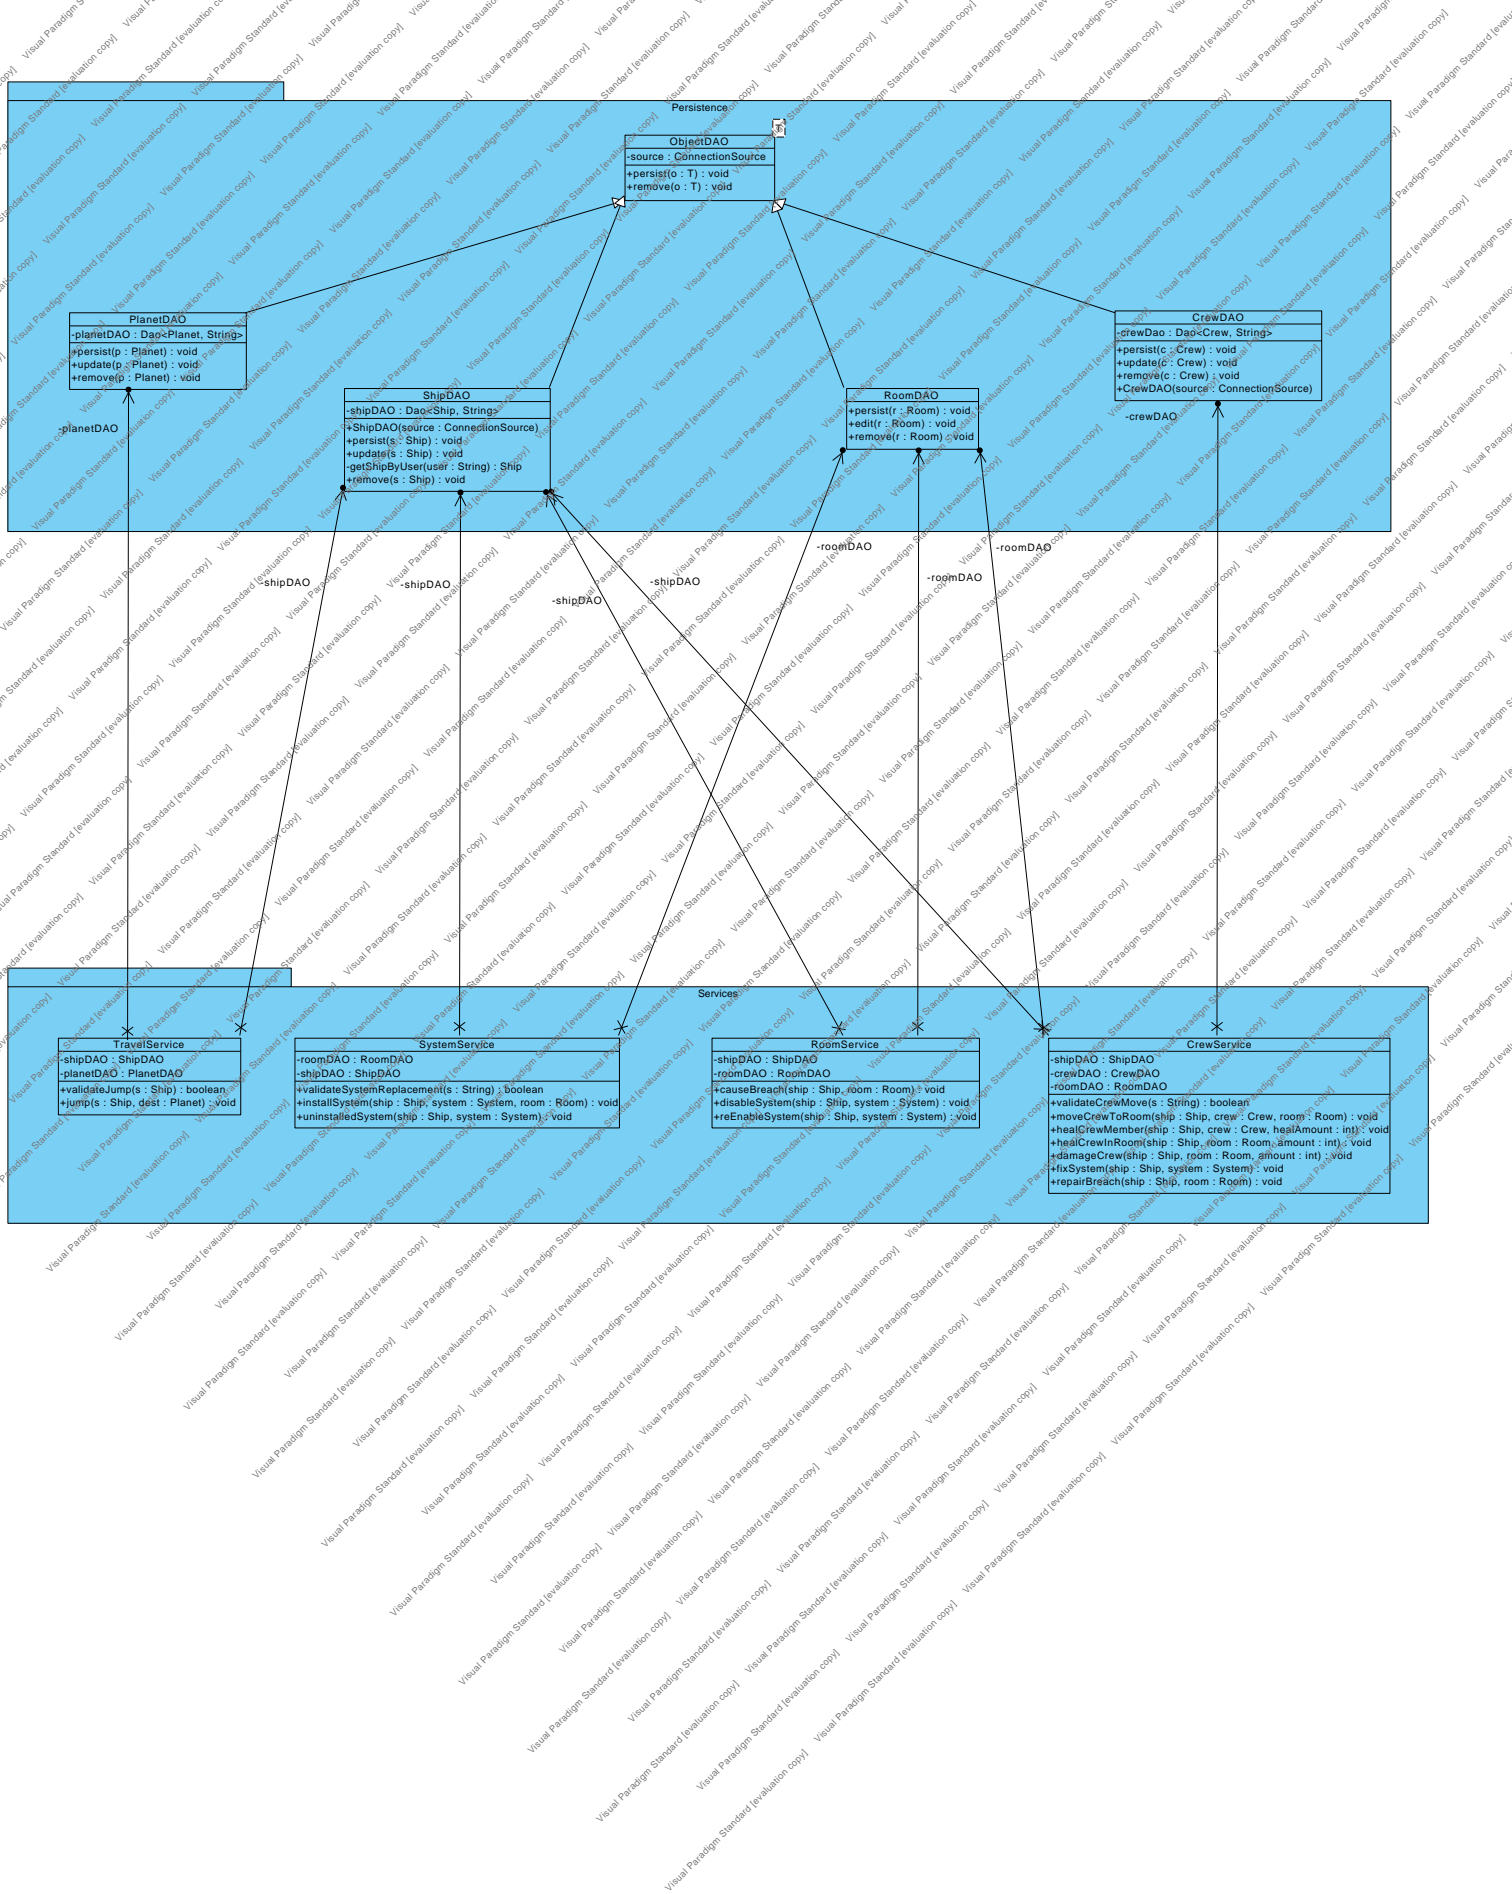 Persistence
T
ObjectDAO
-source : ConnectionSource
+persist(o : T) : void
+remove(o : T) : void
PlanetDAO
-planetDAO : Dao<Planet, String>
+persist(p : Planet) : void
+update(p : Planet) : void
+remove(p : Planet) : void
CrewDAO
-crewDao : Dao<Crew, String>
+persist(c : Crew) : void
+update(c : Crew) : void
+remove(c : Crew) : void
+CrewDAO(source : ConnectionSource)
ShipDAO
-shipDAO : Dao<Ship, String>
+ShipDAO(source : ConnectionSource)
+persist(s : Ship) : void
+update(s : Ship) : void
-getShipByUser(user : String) : Ship
+remove(s : Ship) : void
RoomDAO
+persist(r : Room) : void
+edit(r : Room) : void
+remove(r : Room) : void
-planetDAO
-crewDAO
-roomDAO
-roomDAO
-roomDAO
-shipDAO
-shipDAO
-shipDAO
-shipDAO
Services
TravelService
-shipDAO : ShipDAO
-planetDAO : PlanetDAO
+validateJump(s : Ship) : boolean
+jump(s : Ship, dest : Planet) : void
SystemService
-roomDAO : RoomDAO
-shipDAO : ShipDAO
+validateSystemReplacement(s : String) : boolean
+installSystem(ship : Ship, system : System, room : Room) : void
+uninstalledSystem(ship : Ship, system : System) : void
RoomService
-shipDAO : ShipDAO
-roomDAO : RoomDAO
+causeBreach(ship : Ship, room : Room) : void
+disableSystem(ship : Ship, system : System) : void
+reEnableSystem(ship : Ship, system : System) : void
CrewService
-shipDAO : ShipDAO
-crewDAO : CrewDAO
-roomDAO : RoomDAO
+validateCrewMove(s : String) : boolean
+moveCrewToRoom(ship : Ship, crew : Crew, room : Room) : void
+healCrewMember(ship : Ship, crew : Crew, healAmount : int) : void
+healCrewInRoom(ship : Ship, room : Room, amount : int) : void
+damageCrew(ship : Ship, room : Room, amount : int) : void
+fixSystem(ship : Ship, system : System) : void
+repairBreach(ship : Ship, room : Room) : void
Visual Paradigm Standard [evaluation copy]